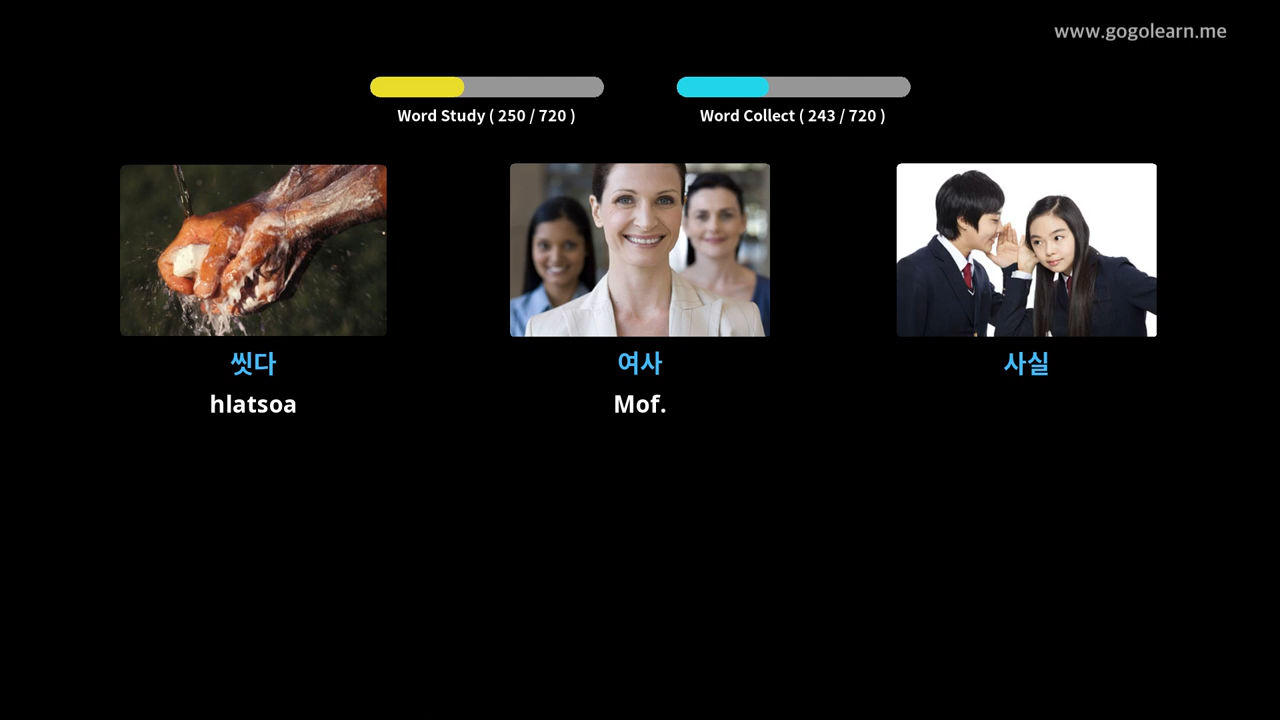 www.gogolearn.me
Word Study ( 250 / 720 )
Word Collect ( 243 / 720 )
씻다
여사
사실
hlatsoa
Mof.